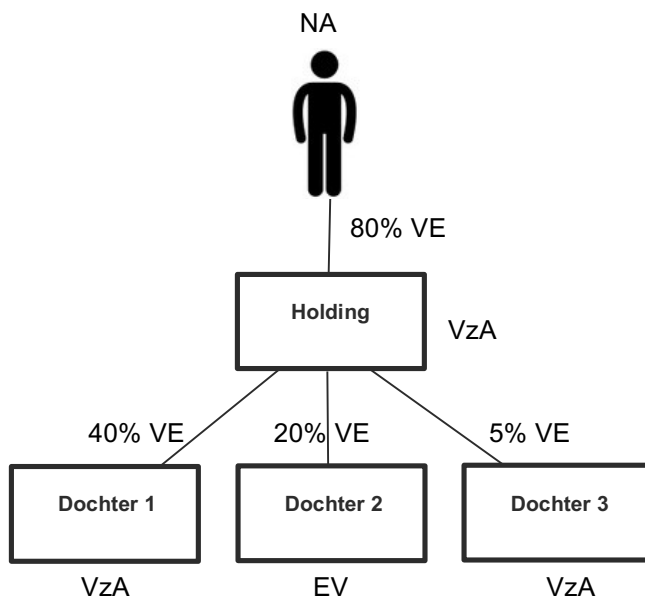 NA
80% VE
Holding
VzA
40% VE
20% VE
5% VE
Dochter 1
Dochter 2
Dochter 3
VzA
EV
VzA